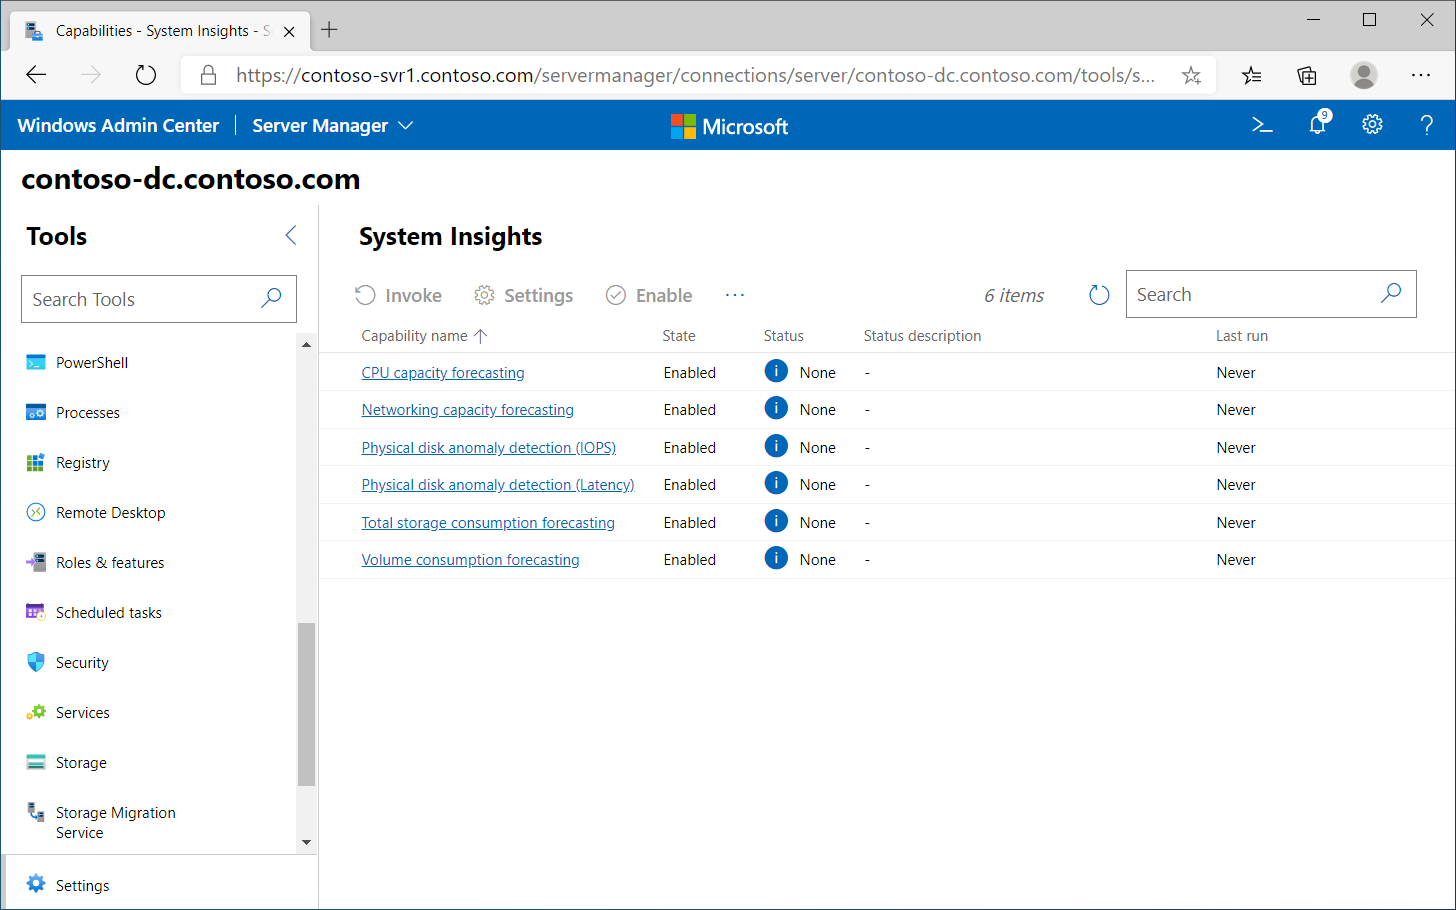 Capabilities - System Insights - S
https://contoso-svr1.contoso.com/servermanager/connections/server/contoso-dc.contoso.com/tools/s...
Windows Admin Center | Server Manager
Microsoft
9
contoso-dc.contoso.com
Tools
Search Tools
PowerShell
Processes
Registry
Remote Desktop
Roles & features
Scheduled tasks
Security
Services
Storage
Storage Migration
Service
Settings
System Insights
Invoke Settings Enable ... 6 items Search
Capability name State Status Status description Last run
CPU capacity forecasting Enabled None - Never
Networking capacity forecasting Enabled None - Never
Physical disk anomaly detection (IOPS) Enabled None - Never
Physical disk anomaly detection (Latency) Enabled None - Never
Total storage consumption forecasting Enabled None - Never
Volume consumption forecasting Enabled None - Never